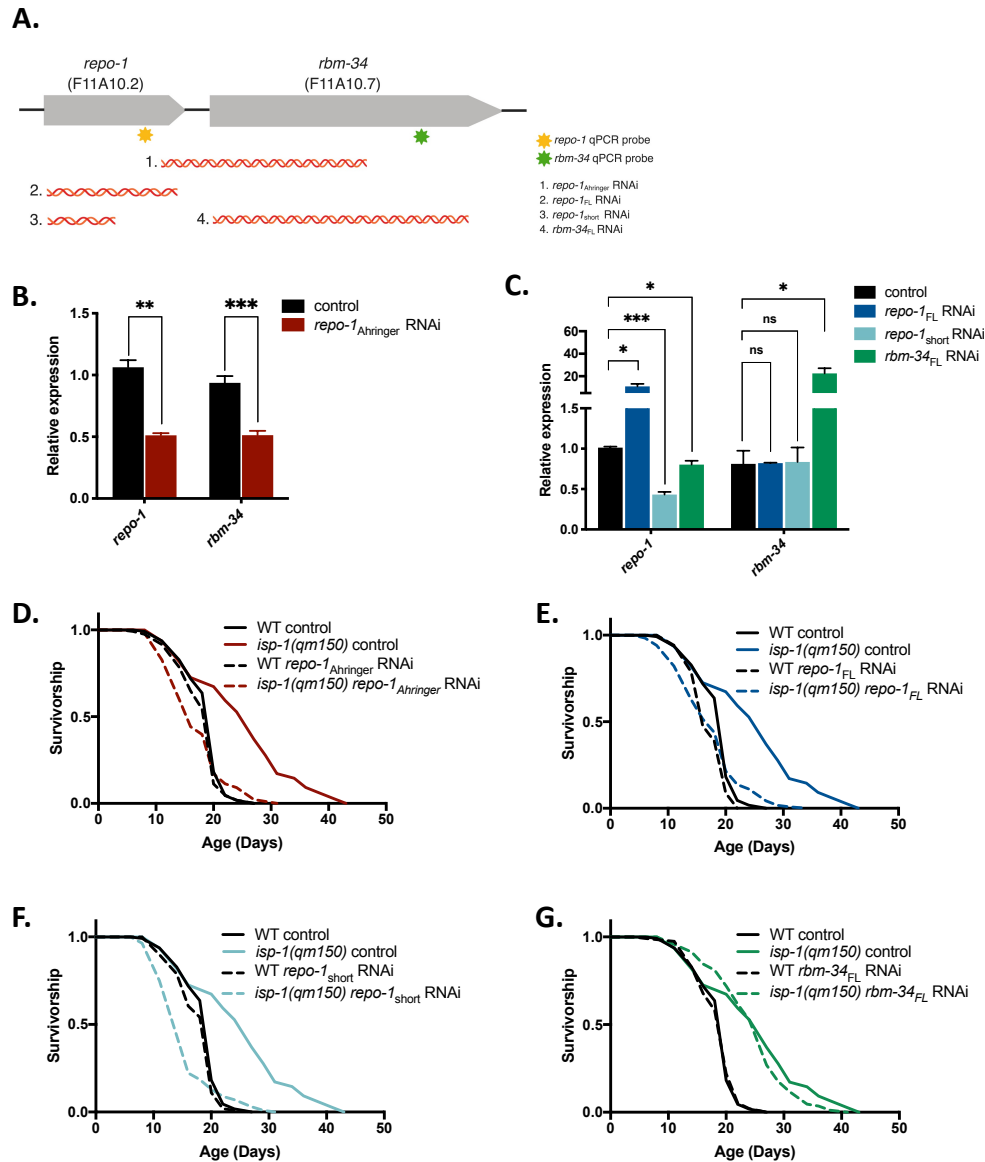 A.
repo-1
(F11A10.2)
rbm-34
(F11A10.7)
repo-1 qPCR probe
rbm-34 qPCR probe
1.
2.
3.
4.
1. repo-1Ahringer RNAi
2. repo-1FL RNAi
3. repo-1short RNAi
4. rbm-34FL RNAi
B.
control
repo-1Ahringer RNAi
**
***
Relative expression
1.5
1.0
0.5
0.0
repo-1
rbm-34
C.
control
repo-1FL RNAi
repo-1short RNAi
rbm-34FL RNAi
*
***
*
*
ns
ns
Relative expression
60
40
20
1.5
1.0
0.5
0.0
repo-1
rbm-34
D.
WT control
isp-1(qm150) control
WT repo-1Ahringer RNAi
isp-1(qm150) repo-1Ahringer RNAi
Survivorship
1.0
0.5
0.0
0 10 20 30 40 50
Age (Days)
E.
WT control
isp-1(qm150) control
WT repo-1FL RNAi
isp-1(qm150) repo-1FL RNAi
Survivorship
1.0
0.5
0.0
0 10 20 30 40 50
Age (Days)
F.
WT control
isp-1(qm150) control
WT repo-1short RNAi
isp-1(qm150) repo-1short RNAi
Survivorship
1.0
0.5
0.0
0 10 20 30 40 50
Age (Days)
G.
WT control
isp-1(qm150) control
WT rbm-34FL RNAi
isp-1(qm150) rbm-34FL RNAi
Survivorship
1.0
0.5
0.0
0 10 20 30 40 50
Age (Days)